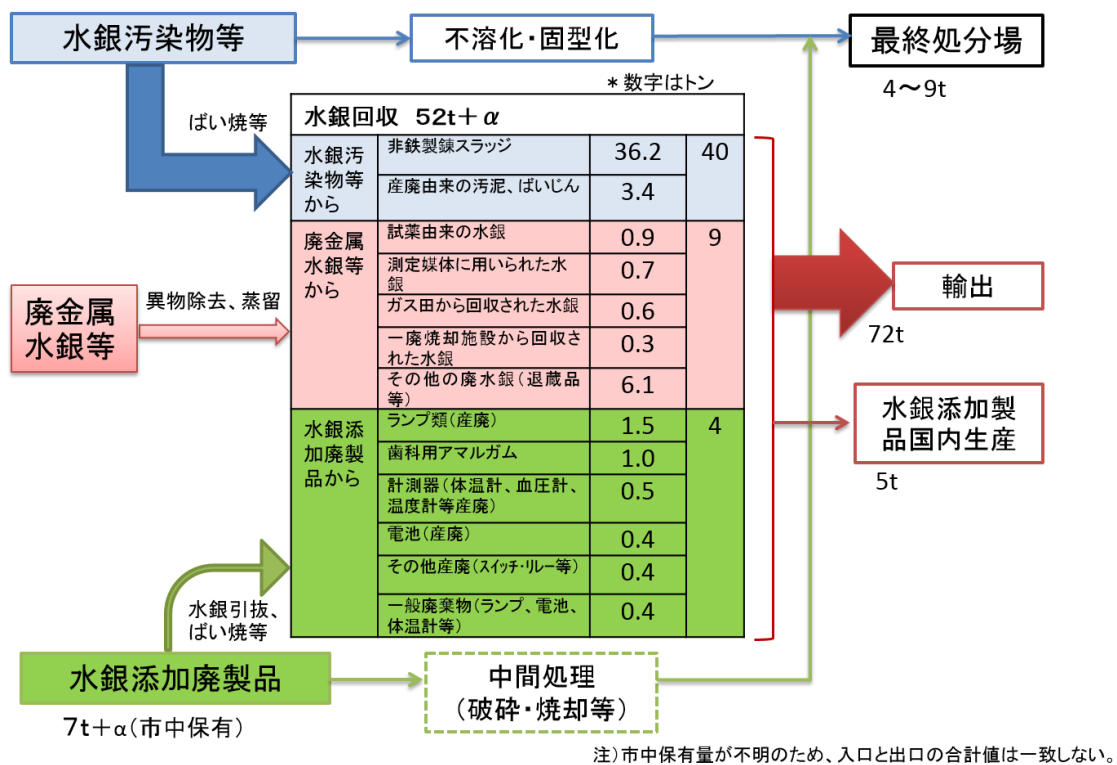 水銀汚染物等
不溶化・固型化
最終処分場
4～9t
ばい焼等
＊数字はトン
水銀回収 52t＋α
水銀汚
染物等
から
非鉄製錬スラッジ
36.2
40
産廃由来の汚泥、ばいじん
3.4
廃金属
水銀等
から
試薬由来の水銀
0.9
9
測定媒体に用いられた水
銀
0.7
ガス田から回収された水銀
0.6
一廃焼却施設から回収さ
れた水銀
0.3
その他の廃水銀（退蔵品
等）
6.1
水銀添
加廃製
品から
ランプ類（産廃）
1.5
4
歯科用アマルガム
1.0
計測器（体温計、血圧計、
温度計等産廃）
0.5
電池（産廃）
0.4
その他産廃（スイッチ・リレー等）
0.4
一般廃棄物（ランプ、電池、
体温計等）
0.4
廃金属
水銀等
異物除去、蒸留
輸出
72t
水銀添加製
品国内生産
5t
水銀引抜、
ばい焼等
水銀添加廃製品
7t＋α（市中保有）
中間処理
（破砕・焼却等）
注）市中保有量が不明のため、入口と出口の合計値は一致しない。